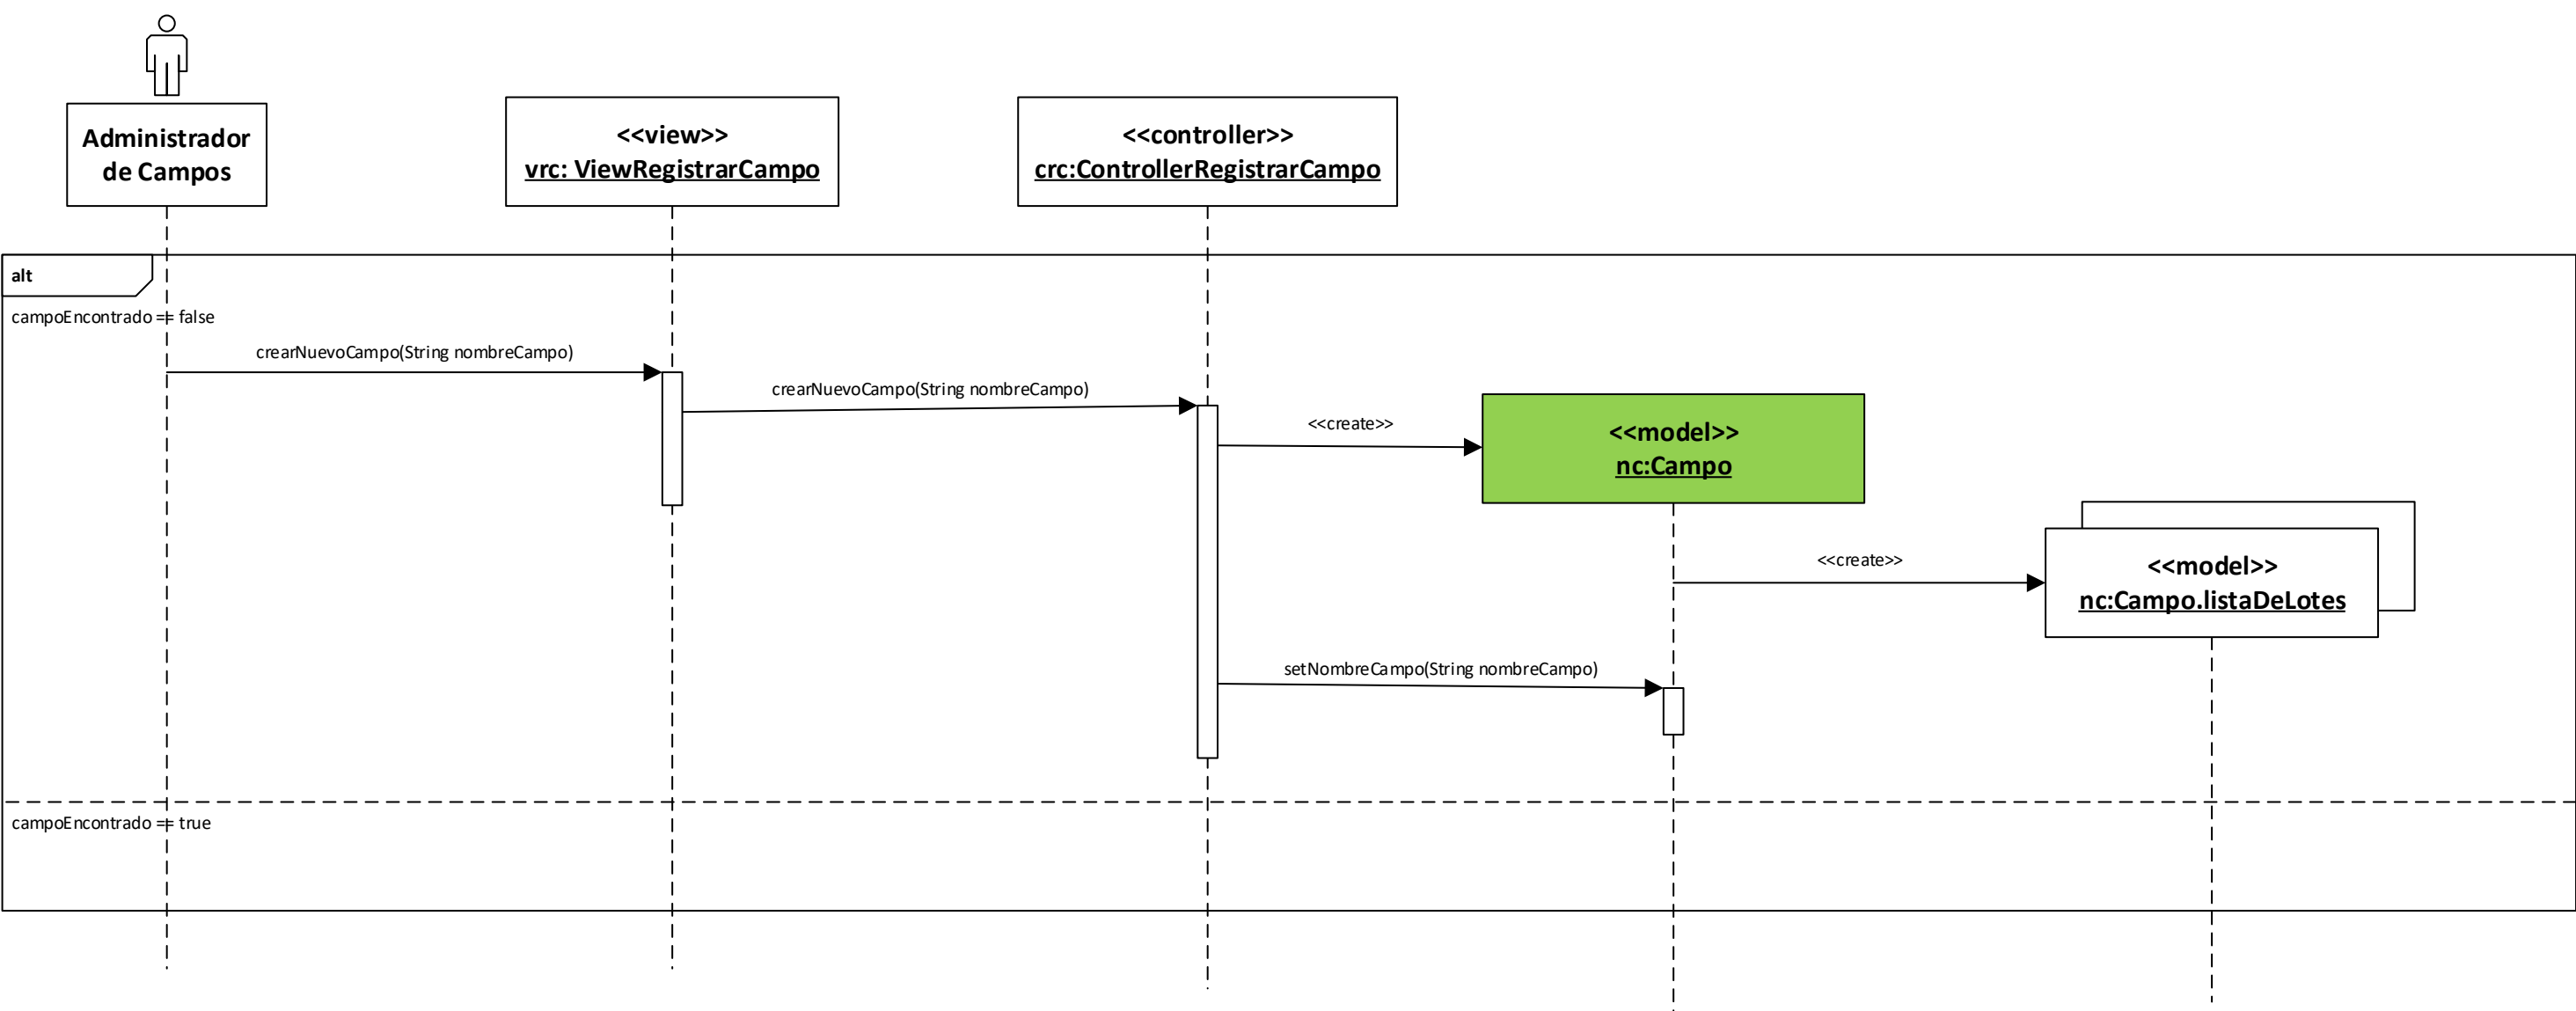 Administrador
de Campos
<<view>>
vrc: ViewRegistrarCampo
<<controller>>
crc:ControllerRegistrarCampo
alt
campoEncontrado == false
crearNuevoCampo(String nombreCampo)
crearNuevoCampo(String nombreCampo)
<<create>>
<<model>>
nc:Campo
<<create>>
<<model>>
nc:Campo.listaDeLotes
setNombreCampo(String nombreCampo)
campoEncontrado == true